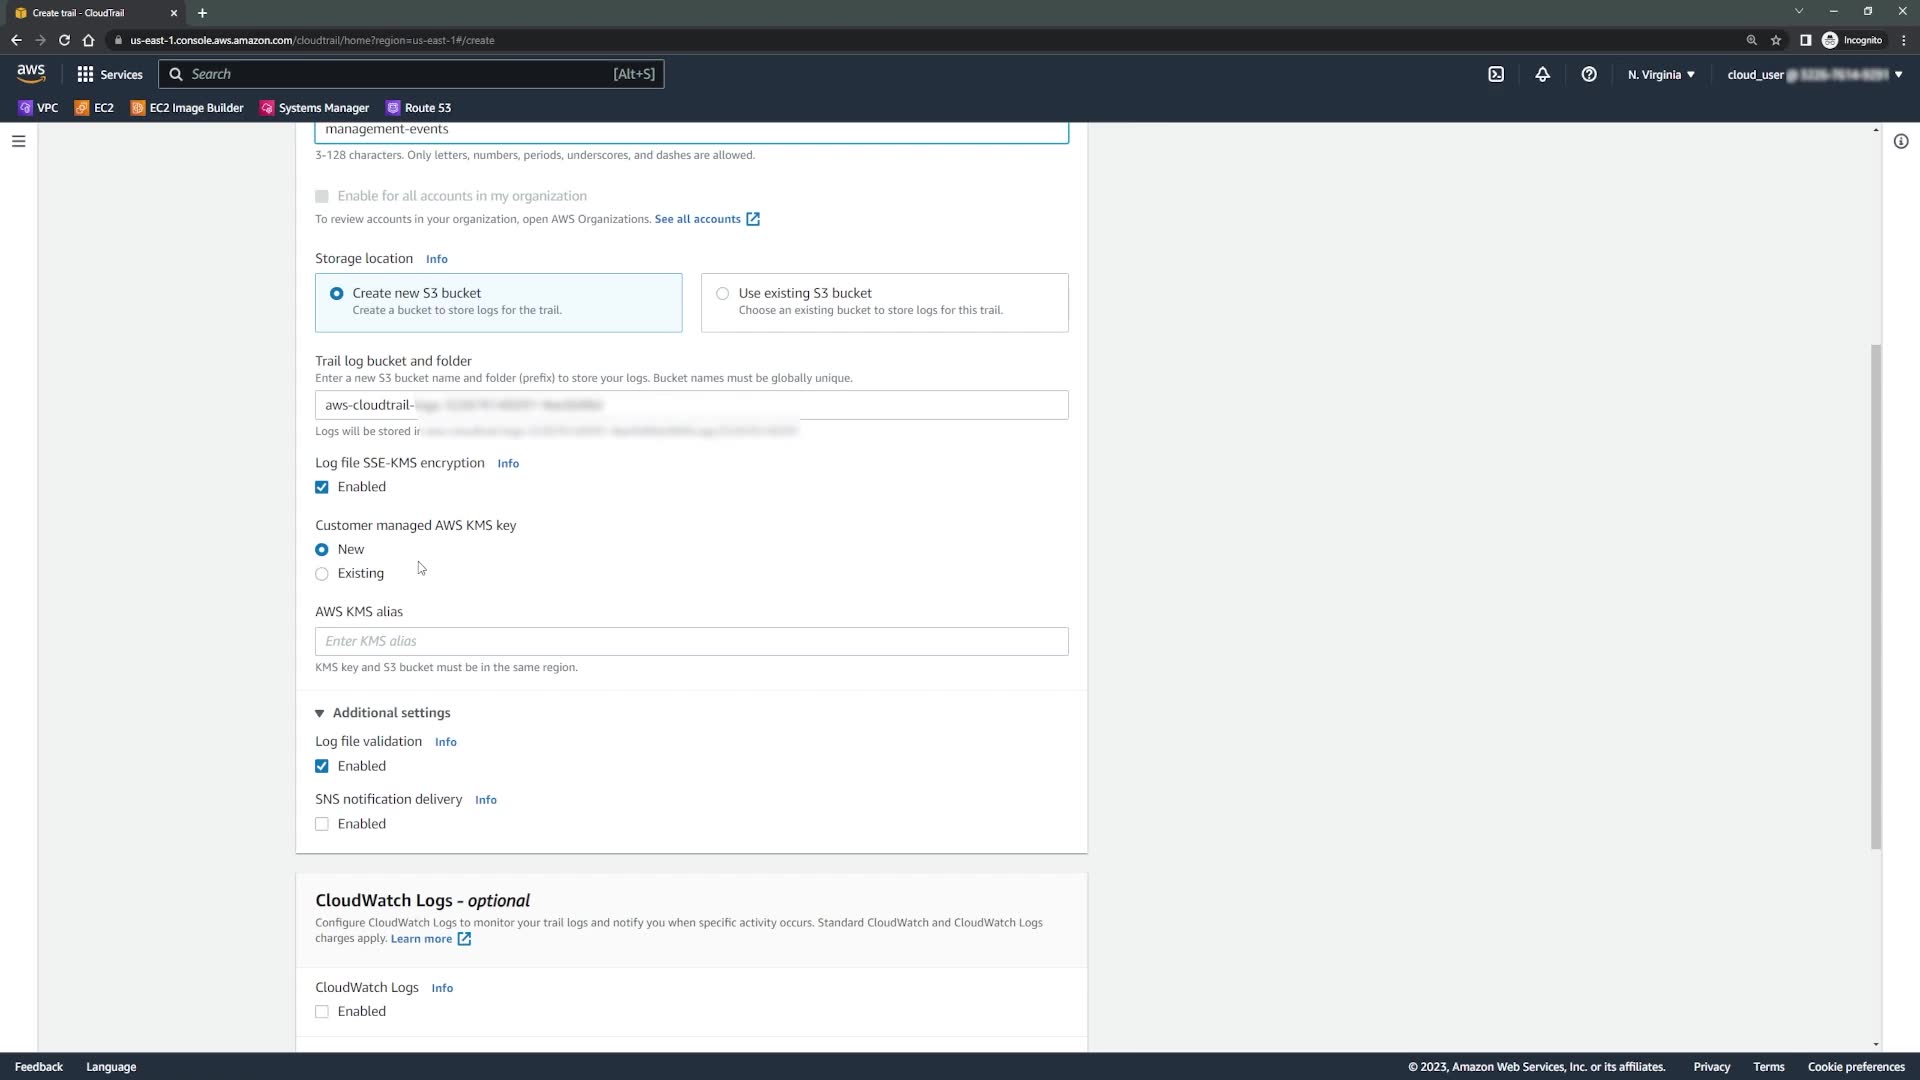 Create trail - CloudTrail
us-east-1.console.aws.amazon.com/cloudtrail/home?region=us-east-1#/create
Incognito
aws
Services
Search
[Alt+S]
N. Virginia
cloud_user
VPC
EC2
EC2 Image Builder
Systems Manager
Route 53
management-events
3-128 characters. Only letters, numbers, periods, underscores, and dashes are allowed.
Enable for all accounts in my organization
To review accounts in your organization, open AWS Organizations. See all accounts
Storage location Info
Create new S3 bucket
Create a bucket to store logs for the trail.
Use existing S3 bucket
Choose an existing bucket to store logs for this trail.
Trail log bucket and folder
Enter a new S3 bucket name and folder (prefix) to store your logs. Bucket names must be globally unique.
aws-cloudtrail-
Logs will be stored in
Log file SSE-KMS encryption Info
Enabled
Customer managed AWS KMS key
New
Existing
AWS KMS alias
Enter KMS alias
KMS key and S3 bucket must be in the same region.
Additional settings
Log file validation Info
Enabled
SNS notification delivery Info
Enabled
CloudWatch Logs - optional
Configure CloudWatch Logs to monitor your trail logs and notify you when specific activity occurs. Standard CloudWatch and CloudWatch Logs
charges apply. Learn more
CloudWatch Logs Info
Enabled
Feedback
Language
© 2023, Amazon Web Services, Inc. or its affiliates.
Privacy
Terms
Cookie preferences